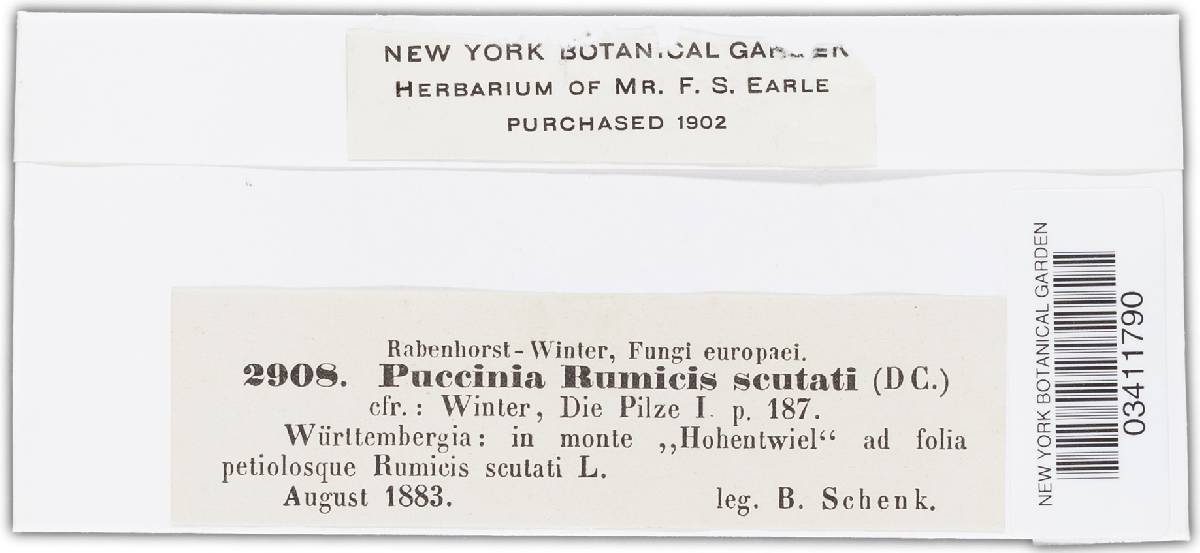 NEW YORK BOTANICAL GARDEN
HERBARIUM OF MR. F. S. EARLE
PURCHASED 1902
Rabenhorst-Winter, Fungi europaei.
2908. Puccinia Rumicis scutati (DC.)
cfr.: Winter, Die Pilze I. p. 187.
Württembergia: in monte „Hohentwiel“ ad folia
petiolosque Rumicis scutati L.
August 1883. leg. B. Schenk.
NEW YORK BOTANICAL GARDEN
03411790